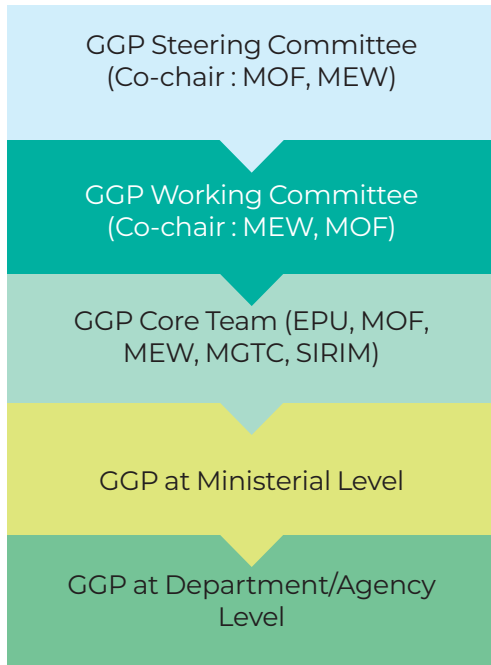 GGP Steering Committee
(Co-chair : MOF, MEW)
GGP Working Committee
(Co-chair : MEW, MOF)
GGP Core Team (EPU, MOF,
MEW, MGTC, SIRIM)
GGP at Ministerial Level
GGP at Department/Agency
Level